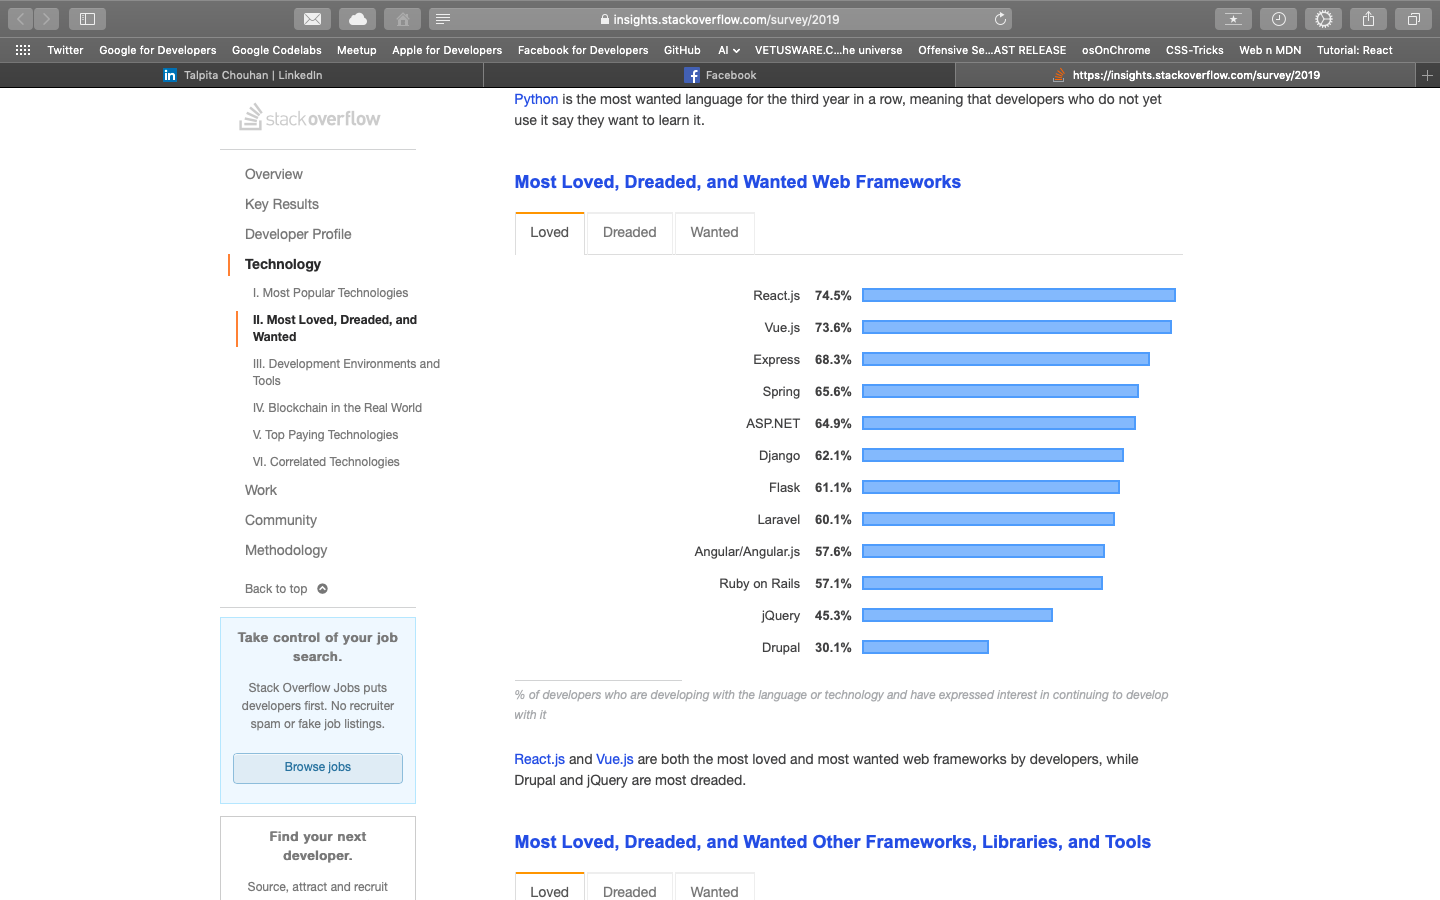 insights.stackoverflow.com/survey/2019
Twitter Google for Developers Google Codelabs Meetup Apple for Developers Facebook for Developers GitHub AI VETUSWARE.C...he universe Offensive Se...AST RELEASE osOnChrome CSS-Tricks Web n MDN Tutorial: React
in Talpita Chouhan | LinkedIn
f Facebook
https://insights.stackoverflow.com/survey/2019
stackoverflow
Overview
Key Results
Developer Profile
Technology
I. Most Popular Technologies
II. Most Loved, Dreaded, and
Wanted
III. Development Environments and
Tools
IV. Blockchain in the Real World
V. Top Paying Technologies
VI. Correlated Technologies
Work
Community
Methodology
Back to top
Take control of your job
search.
Stack Overflow Jobs puts
developers first. No recruiter
spam or fake job listings.
Browse jobs
Find your next
developer.
Source, attract and recruit
Python is the most wanted language for the third year in a row, meaning that developers who do not yet
use it say they want to learn it.
Most Loved, Dreaded, and Wanted Web Frameworks
Loved Dreaded Wanted
React.js 74.5%
Vue.js 73.6%
Express 68.3%
Spring 65.6%
ASP.NET 64.9%
Django 62.1%
Flask 61.1%
Laravel 60.1%
Angular/Angular.js 57.6%
Ruby on Rails 57.1%
jQuery 45.3%
Drupal 30.1%
% of developers who are developing with the language or technology and have expressed interest in continuing to develop
with it
React.js and Vue.js are both the most loved and most wanted web frameworks by developers, while
Drupal and jQuery are most dreaded.
Most Loved, Dreaded, and Wanted Other Frameworks, Libraries, and Tools
Loved Dreaded Wanted